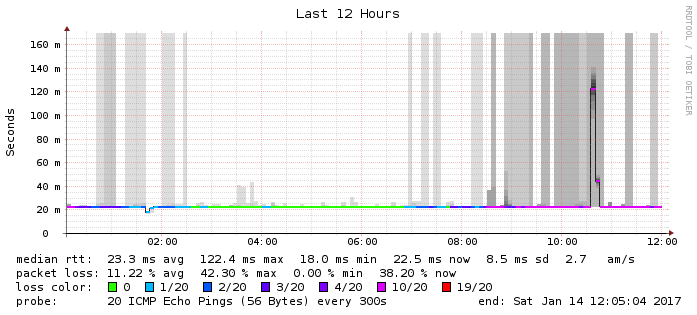 Last 12 Hours
RRDTOOL / TOBI OETIKER
Seconds
160 m
140 m
120 m
100 m
80 m
60 m
40 m
20 m
0
02:00 04:00 06:00 08:00 10:00 12:00
median rtt: 23.3 ms avg 122.4 ms max 18.0 ms min 22.5 ms now 8.5 ms sd 2.7 am/s
packet loss: 11.22 % avg 42.30 % max 0.00 % min 38.20 % now
loss color: 0 1/20 2/20 3/20 4/20 10/20 19/20
probe: 20 ICMP Echo Pings (56 Bytes) every 300s end: Sat Jan 14 12:05:04 2017